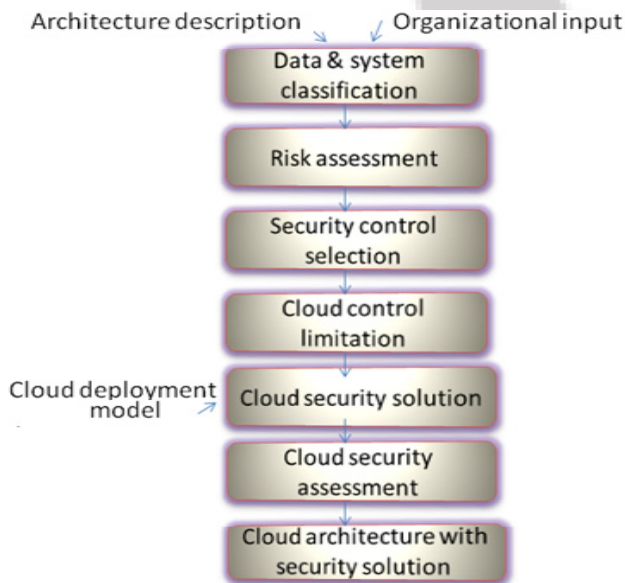 Architecture description
Organizational input
Data & system
classification
Risk assessment
Security control
selection
Cloud control
limitation
Cloud deployment
model
Cloud security solution
Cloud security
assessment
Cloud architecture with
security solution